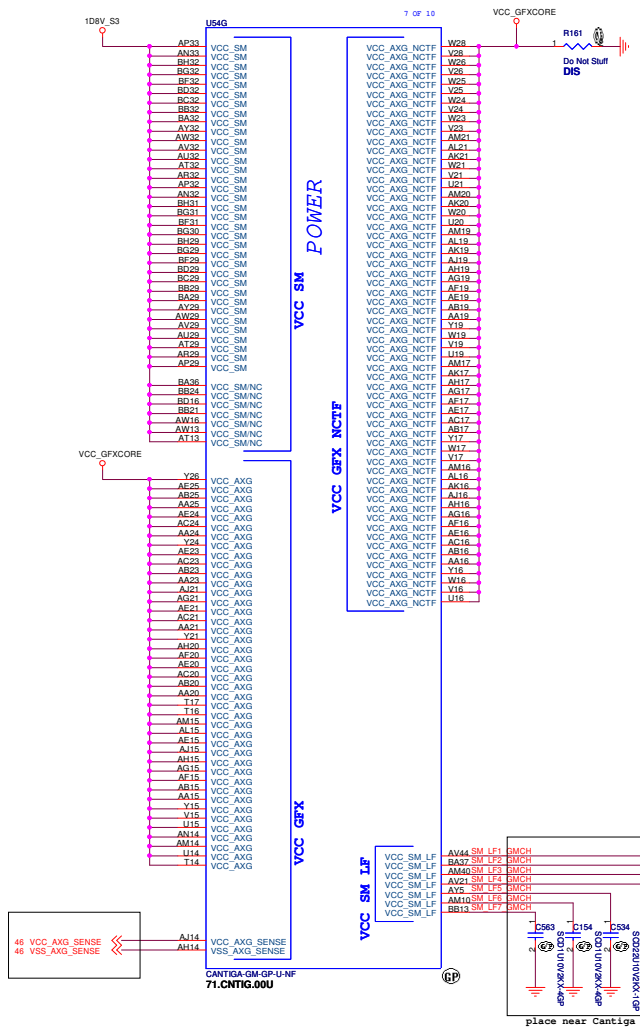 7 OF 10
1D8V_S3
U54G
VCC_GFXCORE
R161
1
Do Not Stuff
DIS
POWER
VCC SM
VCC GFX NCTF
VCC GFX
VCC SM LF
AP33 VCC_SM
AN33 VCC_SM
BH32 VCC_SM
BG32 VCC_SM
BF32 VCC_SM
BD32 VCC_SM
BC32 VCC_SM
BB32 VCC_SM
BA32 VCC_SM
AY32 VCC_SM
AW32 VCC_SM
AV32 VCC_SM
AU32 VCC_SM
AT32 VCC_SM
AR32 VCC_SM
AP32 VCC_SM
AN32 VCC_SM
BH31 VCC_SM
BG31 VCC_SM
BF31 VCC_SM
BG30 VCC_SM
BH29 VCC_SM
BG29 VCC_SM
BF29 VCC_SM
BD29 VCC_SM
BC29 VCC_SM
BB29 VCC_SM
BA29 VCC_SM
AY29 VCC_SM
AW29 VCC_SM
AV29 VCC_SM
AU29 VCC_SM
AT29 VCC_SM
AR29 VCC_SM
AP29 VCC_SM
BA36 VCC_SM/NC
BB24 VCC_SM/NC
BD16 VCC_SM/NC
BB21 VCC_SM/NC
AW16 VCC_SM/NC
AW13 VCC_SM/NC
AT13 VCC_SM/NC
VCC_GFXCORE
Y26 VCC_AXG
AE25 VCC_AXG
AB25 VCC_AXG
AA25 VCC_AXG
AE24 VCC_AXG
AC24 VCC_AXG
AA24 VCC_AXG
Y24 VCC_AXG
AE23 VCC_AXG
AC23 VCC_AXG
AB23 VCC_AXG
AA23 VCC_AXG
AJ21 VCC_AXG
AG21 VCC_AXG
AE21 VCC_AXG
AC21 VCC_AXG
AA21 VCC_AXG
Y21 VCC_AXG
AH20 VCC_AXG
AF20 VCC_AXG
AE20 VCC_AXG
AC20 VCC_AXG
AB20 VCC_AXG
AA20 VCC_AXG
T17 VCC_AXG
T16 VCC_AXG
AM15 VCC_AXG
AL15 VCC_AXG
AE15 VCC_AXG
AJ15 VCC_AXG
AH15 VCC_AXG
AG15 VCC_AXG
AF15 VCC_AXG
AB15 VCC_AXG
AA15 VCC_AXG
Y15 VCC_AXG
V15 VCC_AXG
U15 VCC_AXG
AN14 VCC_AXG
AM14 VCC_AXG
U14 VCC_AXG
T14 VCC_AXG
46 VCC_AXG_SENSE AJ14 VCC_AXG_SENSE
46 VSS_AXG_SENSE AH14 VSS_AXG_SENSE
VCC_AXG_NCTF W28
VCC_AXG_NCTF V28
VCC_AXG_NCTF W26
VCC_AXG_NCTF V26
VCC_AXG_NCTF W25
VCC_AXG_NCTF V25
VCC_AXG_NCTF W24
VCC_AXG_NCTF V24
VCC_AXG_NCTF W23
VCC_AXG_NCTF V23
VCC_AXG_NCTF AM21
VCC_AXG_NCTF AL21
VCC_AXG_NCTF AK21
VCC_AXG_NCTF W21
VCC_AXG_NCTF V21
VCC_AXG_NCTF U21
VCC_AXG_NCTF AM20
VCC_AXG_NCTF AK20
VCC_AXG_NCTF W20
VCC_AXG_NCTF U20
VCC_AXG_NCTF AM19
VCC_AXG_NCTF AL19
VCC_AXG_NCTF AK19
VCC_AXG_NCTF AJ19
VCC_AXG_NCTF AH19
VCC_AXG_NCTF AG19
VCC_AXG_NCTF AF19
VCC_AXG_NCTF AE19
VCC_AXG_NCTF AB19
VCC_AXG_NCTF AA19
VCC_AXG_NCTF Y19
VCC_AXG_NCTF W19
VCC_AXG_NCTF V19
VCC_AXG_NCTF U19
VCC_AXG_NCTF AM17
VCC_AXG_NCTF AK17
VCC_AXG_NCTF AH17
VCC_AXG_NCTF AG17
VCC_AXG_NCTF AF17
VCC_AXG_NCTF AE17
VCC_AXG_NCTF AC17
VCC_AXG_NCTF AB17
VCC_AXG_NCTF Y17
VCC_AXG_NCTF W17
VCC_AXG_NCTF V17
VCC_AXG_NCTF AM16
VCC_AXG_NCTF AL16
VCC_AXG_NCTF AK16
VCC_AXG_NCTF AJ16
VCC_AXG_NCTF AH16
VCC_AXG_NCTF AG16
VCC_AXG_NCTF AF16
VCC_AXG_NCTF AE16
VCC_AXG_NCTF AC16
VCC_AXG_NCTF AB16
VCC_AXG_NCTF AA16
VCC_AXG_NCTF Y16
VCC_AXG_NCTF W16
VCC_AXG_NCTF V16
VCC_AXG_NCTF U16
VCC_SM_LF AV44 SM_LF1_GMCH
VCC_SM_LF BA37 SM_LF2_GMCH
VCC_SM_LF AM40 SM_LF3_GMCH
VCC_SM_LF AV21 SM_LF4_GMCH
VCC_SM_LF AY5 SM_LF5_GMCH
VCC_SM_LF AM10 SM_LF6_GMCH
VCC_SM_LF BB13 SM_LF7_GMCH
1 C563 2 GP SCD1U10V2KX-4GP
1 C154 2 GP SCD1U10V2KX-4GP
1 C534 2 GP SCD22U10V2KX-1GP
CANTIGA-GM-GP-U-NF
71.CNTIG.00U
GP
place near Cantiga